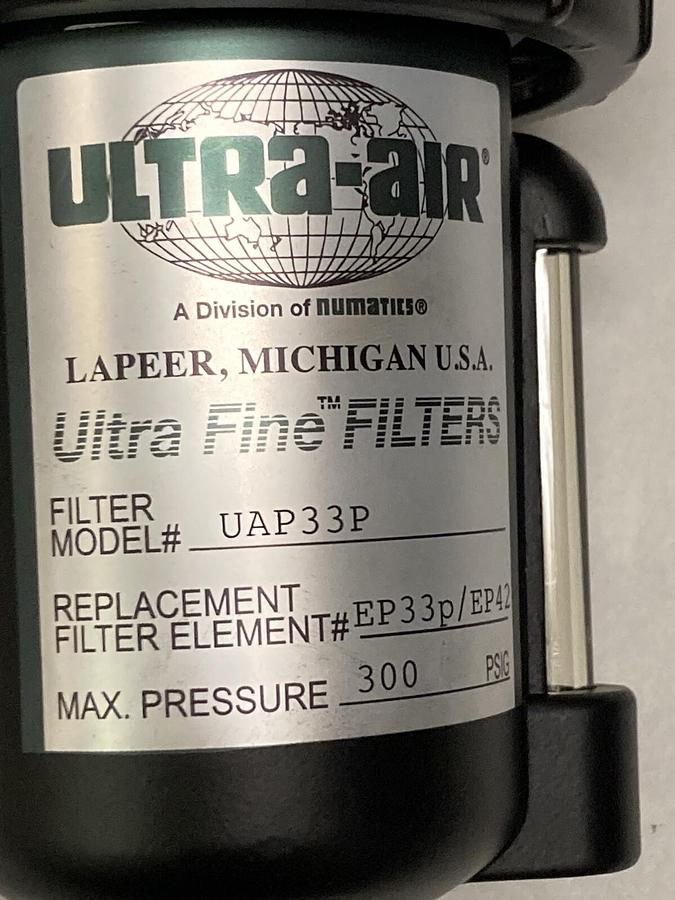 ULTRA-AIR®
A Division of numatics®
LAPEER, MICHIGAN U.S.A.
Ultra Fine™ FILTERS
FILTER
MODEL# UAP33P
REPLACEMENT
FILTER ELEMENT# EP33p/EP42
MAX. PRESSURE 300 PSIG